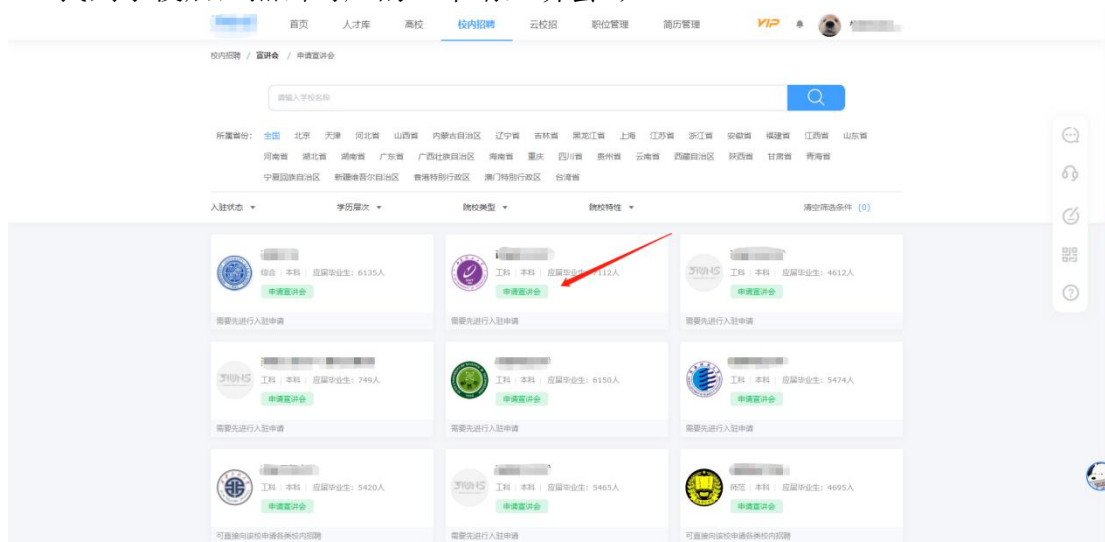 首页 人才库 高校 校内招聘 云校招 职位管理 简历管理 VIP
校内招聘 / 宣讲会 / 申请宣讲会
请输入学校名称
所属省份: 全国 北京 天津 河北省 山西省 内蒙古自治区 辽宁省 吉林省 黑龙江省 上海 江苏省 浙江省 安徽省 福建省 江西省 山东省
河南省 湖北省 湖南省 广东省 广西壮族自治区 海南省 重庆 四川省 贵州省 云南省 西藏自治区 陕西省 甘肃省 青海省
宁夏回族自治区 新疆维吾尔自治区 香港特别行政区 澳门特别行政区 台湾省
入驻状态 学历层次 院校类型 院校特性 清空筛选条件 (0)
综合 | 本科 | 应届毕业生: 6135人
申请宣讲会
需要先进行入驻申请
工科 | 本科 | 应届毕业生: 7112人
申请宣讲会
需要先进行入驻申请
工科 | 本科 | 应届毕业生: 4612人
申请宣讲会
需要先进行入驻申请
工科 | 本科 | 应届毕业生: 749人
申请宣讲会
需要先进行入驻申请
工科 | 本科 | 应届毕业生: 6150人
申请宣讲会
需要先进行入驻申请
工科 | 本科 | 应届毕业生: 5474人
申请宣讲会
需要先进行入驻申请
工科 | 本科 | 应届毕业生: 5420人
申请宣讲会
可直接向该校申请各类校内招聘
工科 | 本科 | 应届毕业生: 5465人
申请宣讲会
需要先进行入驻申请
师范 | 本科 | 应届毕业生: 4695人
申请宣讲会
可直接向该校申请各类校内招聘